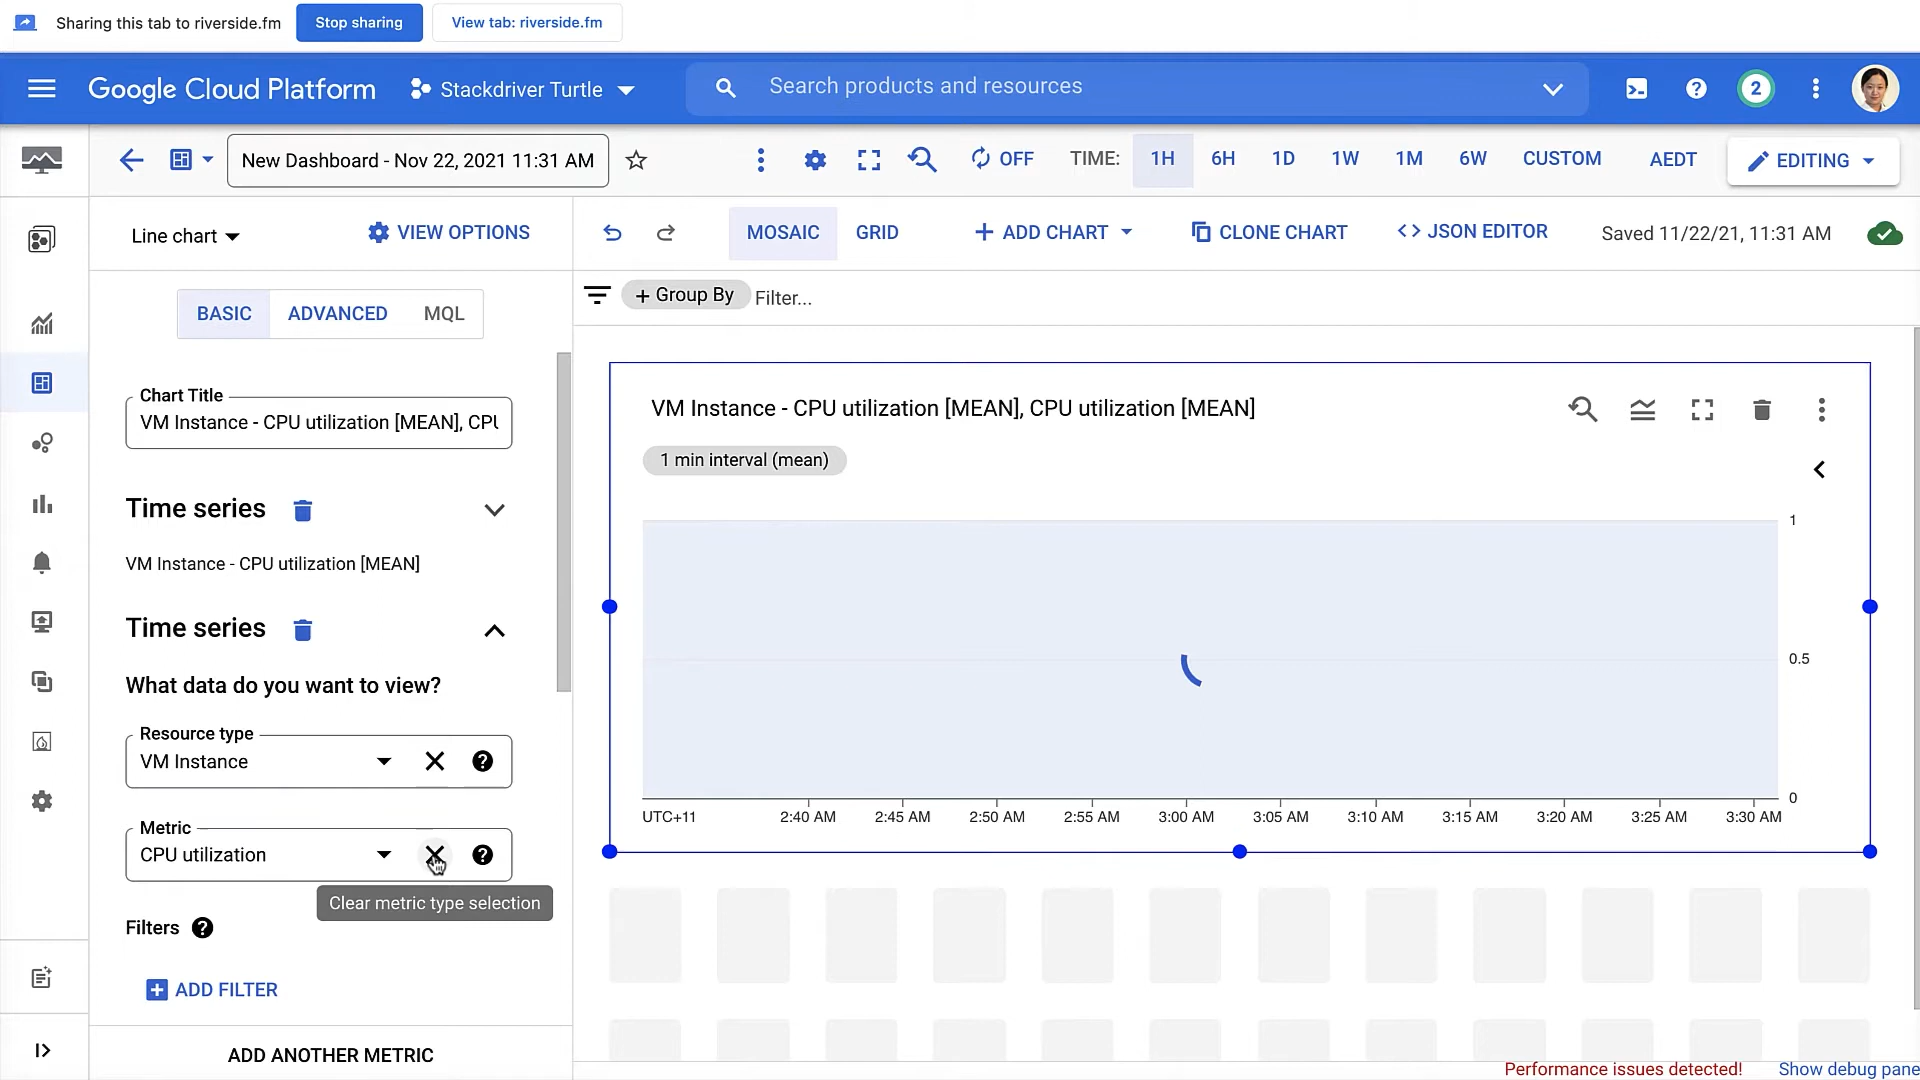 Sharing this tab to riverside.fm Stop sharing View tab: riverside.fm
Google Cloud Platform Stackdriver Turtle Search products and resources 2
New Dashboard - Nov 22, 2021 11:31 AM OFF TIME: 1H 6H 1D 1W 1M 6W CUSTOM AEDT EDITING
Line chart VIEW OPTIONS MOSAIC GRID + ADD CHART CLONE CHART <> JSON EDITOR Saved 11/22/21, 11:31 AM
+ Group By Filter...
BASIC ADVANCED MQL
Chart Title
VM Instance - CPU utilization [MEAN], CPU
Time series
VM Instance - CPU utilization [MEAN]
Time series
What data do you want to view?
Resource type
VM Instance
Metric
CPU utilization
Clear metric type selection
Filters
ADD FILTER
ADD ANOTHER METRIC
VM Instance - CPU utilization [MEAN], CPU utilization [MEAN]
1 min interval (mean)
1
0.5
0
UTC+11 2:40 AM 2:45 AM 2:50 AM 2:55 AM 3:00 AM 3:05 AM 3:10 AM 3:15 AM 3:20 AM 3:25 AM 3:30 AM
Performance issues detected! Show debug pane